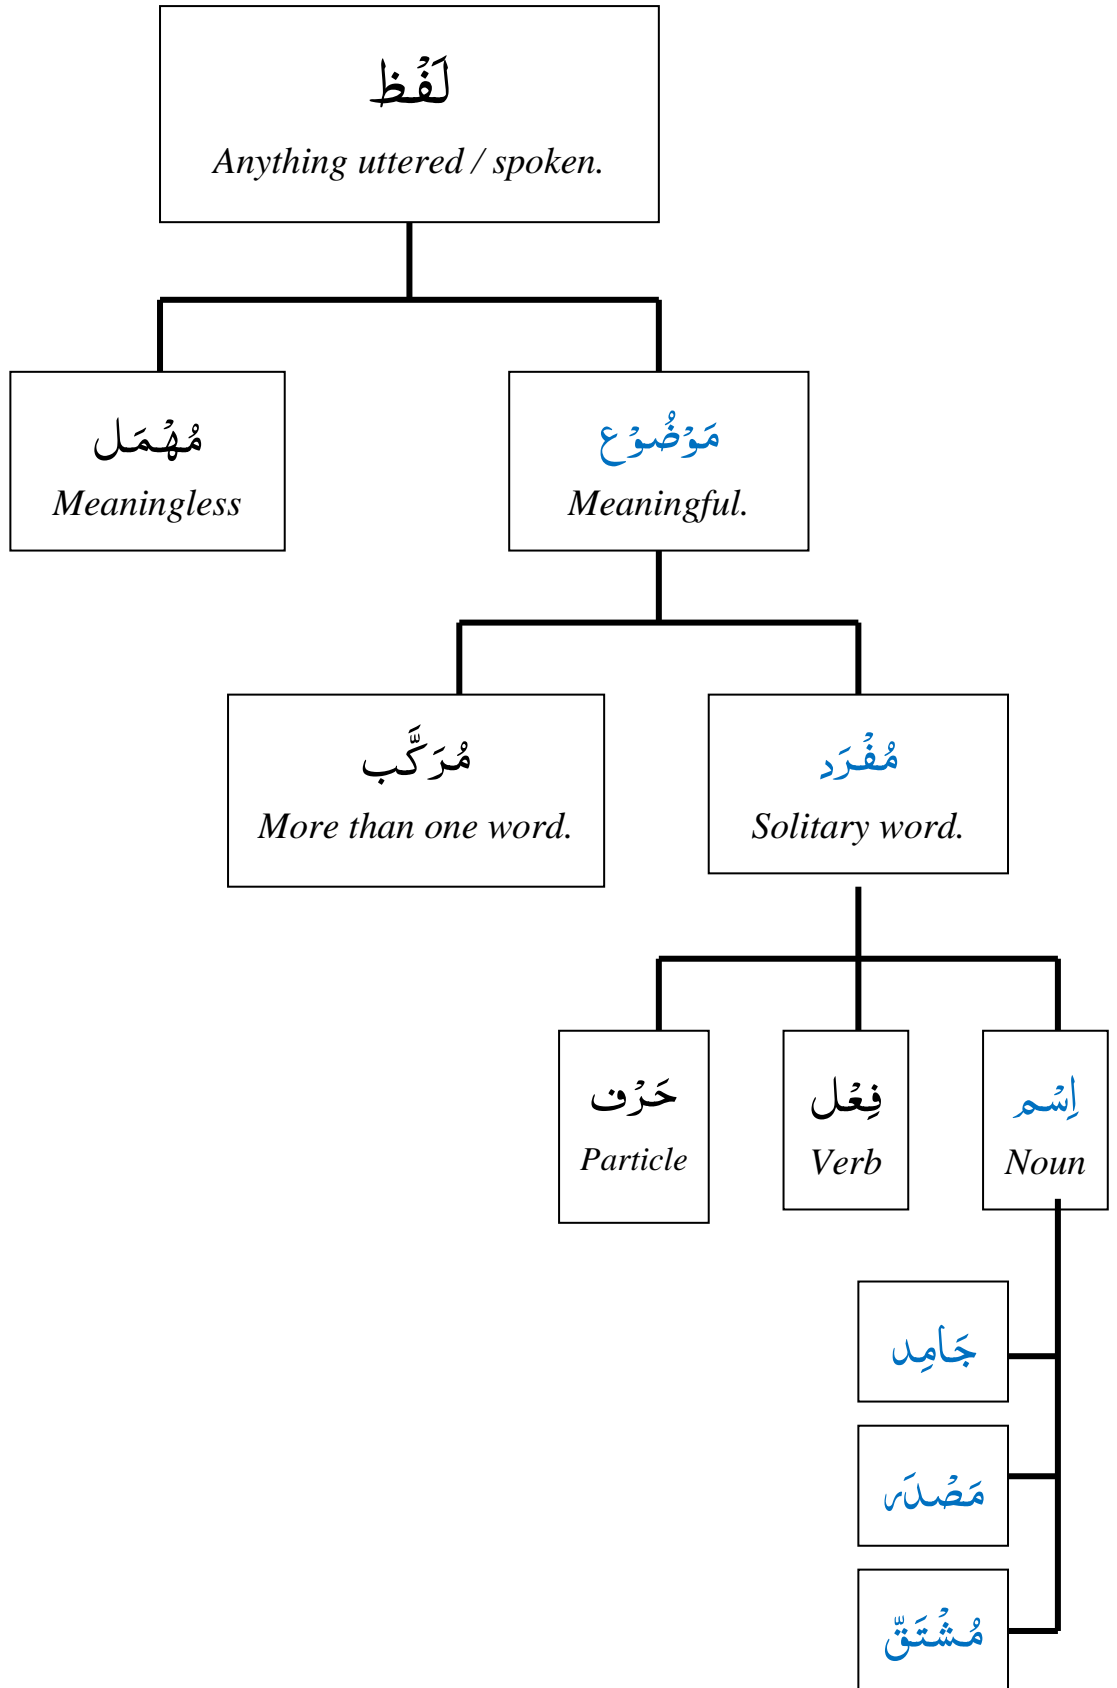 لَفْظ
Anything uttered / spoken.
مُهْمَل
Meaningless
مَوْضُوْع
Meaningful.
مُرَكَّب
More than one word.
مُفْرَد
Solitary word.
حَرْف
Particle
فِعْل
Verb
اِسْم
Noun
جَامِد
مَصْدَر
مُشْتَقّ